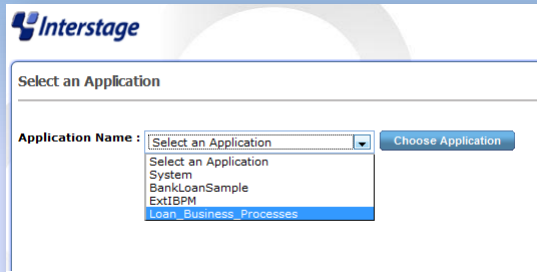 Interstage
Select an Application
Application Name : Select an Application Choose Application
Select an Application
System
BankLoanSample
ExtIBPM
Loan_Business_Processes